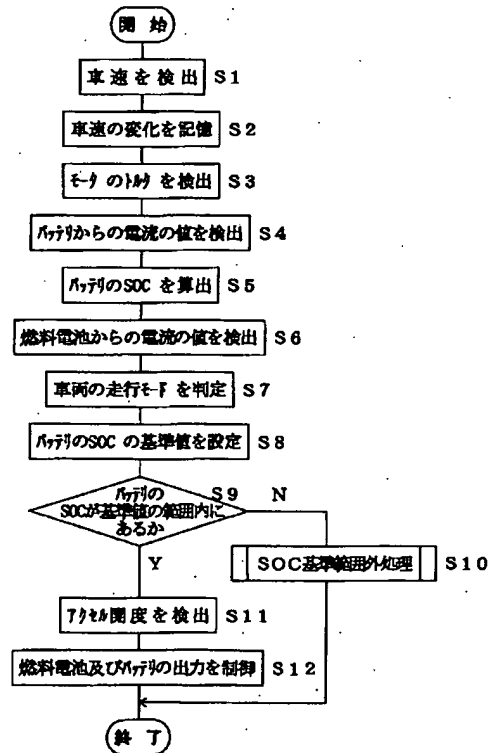 開始
車速を検出 S1
車速の変化を記憶 S2
ﾓｰﾀ のﾄﾙｸ を検出 S3
ﾊﾞｯﾃﾘからの電流の値を検出 S4
ﾊﾞｯﾃﾘのSOC を算出 S5
燃料電池からの電流の値を検出 S6
車両の走行ﾓｰﾄﾞ を判定 S7
ﾊﾞｯﾃﾘのSOC の基準値を設定 S8
ﾊﾞｯﾃﾘの S9 N
SOCが基準値の範囲内に
あるか
Y
SOC基準範囲外処理 S10
ｱｸｾﾙ開度を検出 S11
燃料電池及びﾊﾞｯﾃﾘの出力を制御 S12
終了